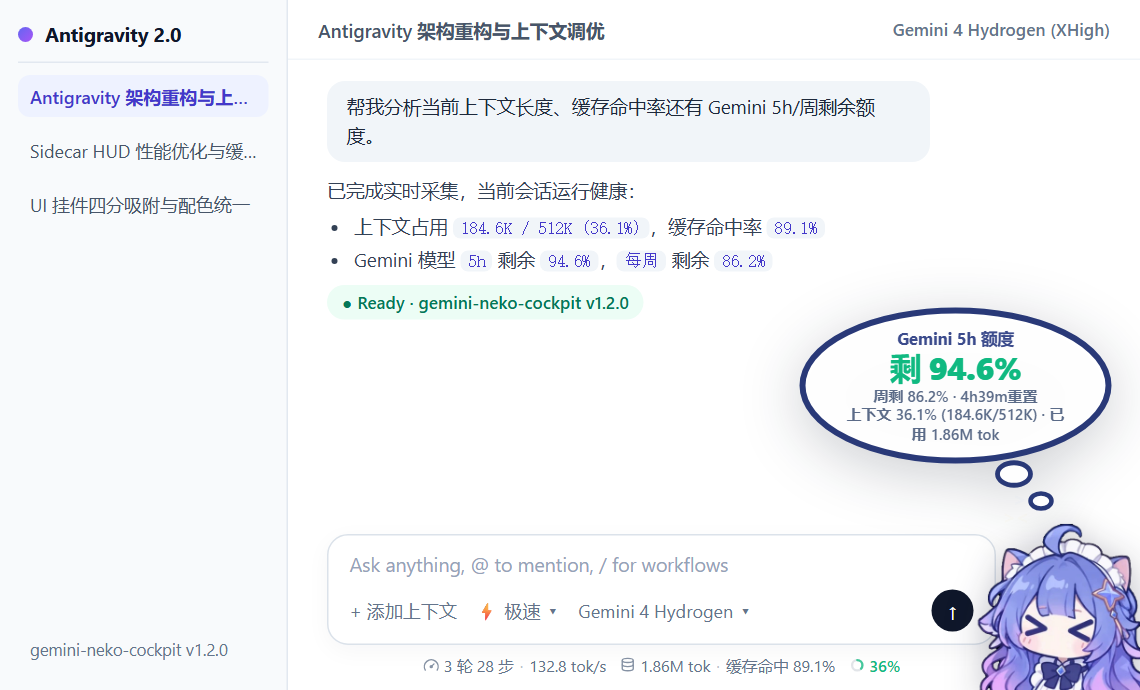 Antigravity 2.0
Antigravity 架构重构与上...
Sidecar HUD 性能优化与缓...
UI 挂件四分吸附与配色统一
gemini-neko-cockpit v1.2.0
Antigravity 架构重构与上下文调优
Gemini 4 Hydrogen (XHigh)
帮我分析当前上下文长度、缓存命中率还有 Gemini 5h/周剩余额
度。
已完成实时采集，当前会话运行健康：
• 上下文占用 184.6K / 512K (36.1%) ，缓存命中率 89.1%
• Gemini 模型 5h 剩余 94.6% ， 每周 剩余 86.2%
● Ready · gemini-neko-cockpit v1.2.0
Gemini 5h 额度
剩 94.6%
周剩 86.2% · 4h39m重置
上下文 36.1% (184.6K/512K) · 已
用 1.86M tok
Ask anything, @ to mention, / for workflows
+ 添加上下文 极速 ▾ Gemini 4 Hydrogen ▾ ↑
3 轮 28 步 · 132.8 tok/s 1.86M tok · 缓存命中 89.1% 36%